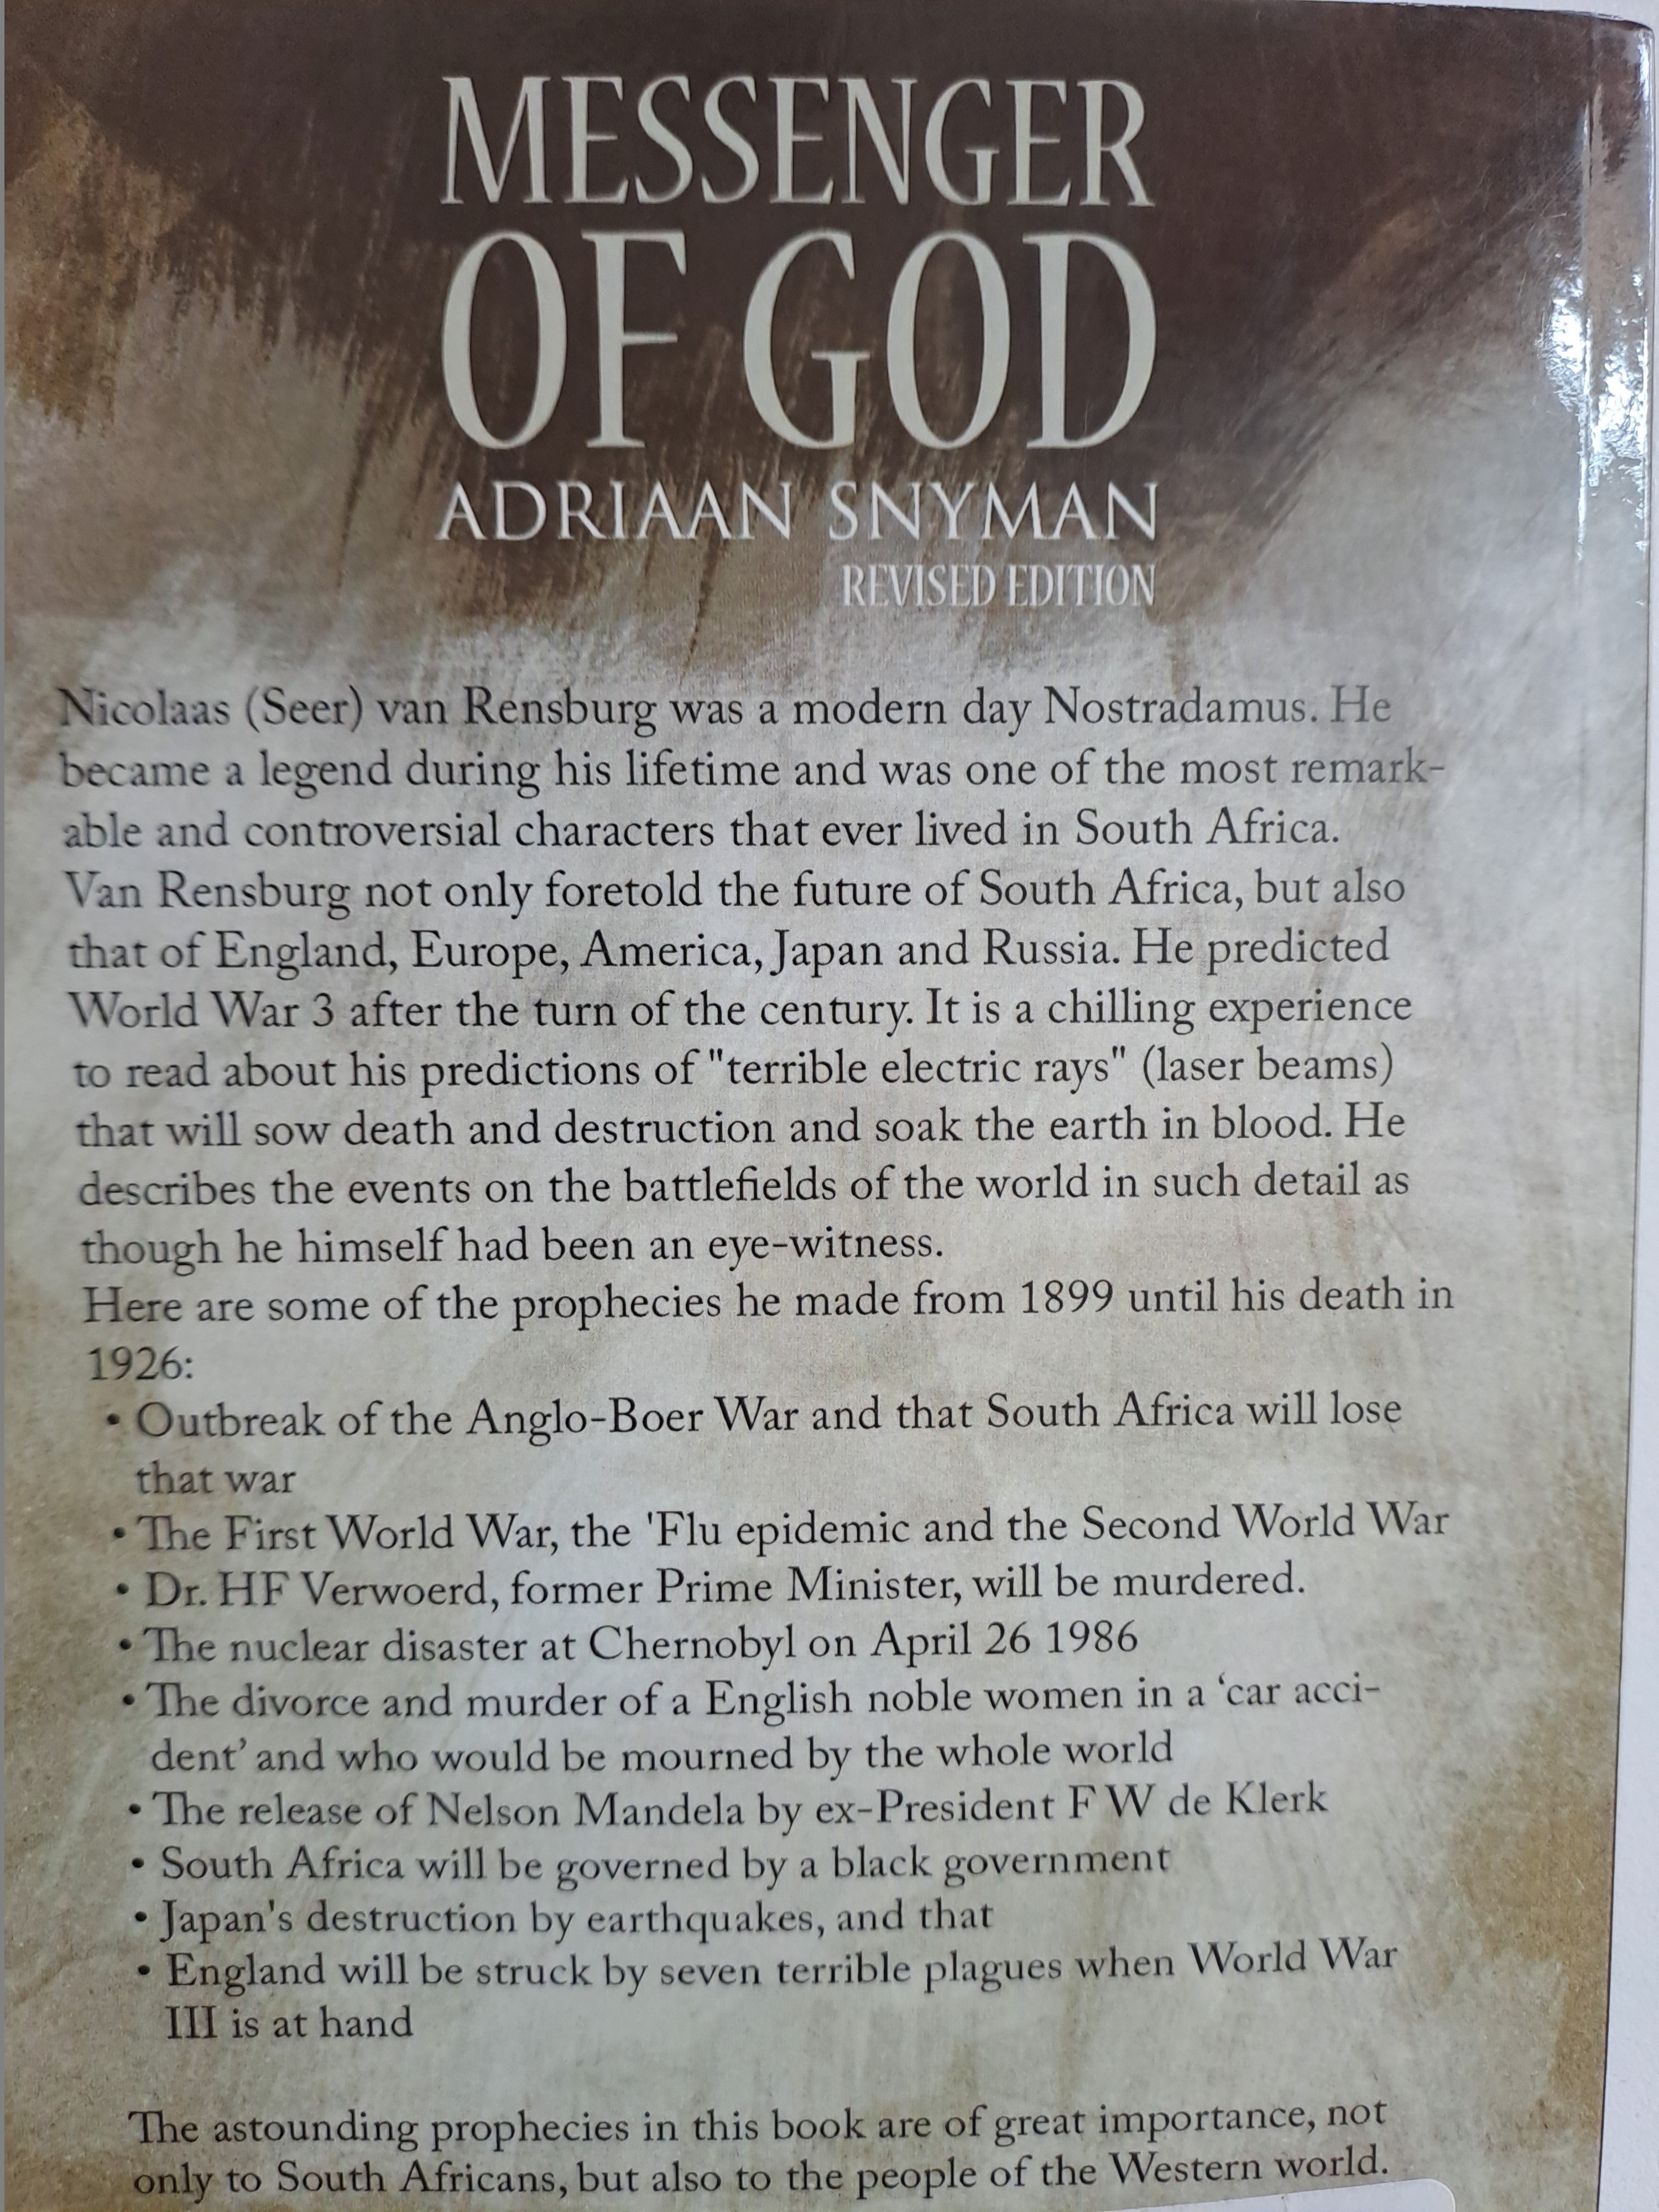 MESSENGER
OF GOD
ADRIAAN SNYMAN
REVISED EDITION
Nicolaas (Seer) van Rensburg was a modern day Nostradamus. He
became a legend during his lifetime and was one of the most remark-
able and controversial characters that ever lived in South Africa.
Van Rensburg not only foretold the future of South Africa, but also
that of England, Europe, America, Japan and Russia. He predicted
World War 3 after the turn of the century. It is a chilling experience
to read about his predictions of "terrible electric rays" (laser beams)
that will sow death and destruction and soak the earth in blood. He
describes the events on the battlefields of the world in such detail as
though he himself had been an eye-witness.
Here are some of the prophecies he made from 1899 until his death in
1926:
• Outbreak of the Anglo-Boer War and that South Africa will lose
that war
• The First World War, the 'Flu epidemic and the Second World War
• Dr. HF Verwoerd, former Prime Minister, will be murdered.
• The nuclear disaster at Chernobyl on April 26 1986
• The divorce and murder of a English noble women in a ‘car acci-
dent’ and who would be mourned by the whole world
• The release of Nelson Mandela by ex-President F W de Klerk
• South Africa will be governed by a black government
• Japan's destruction by earthquakes, and that
• England will be struck by seven terrible plagues when World War
III is at hand
The astounding prophecies in this book are of great importance, not
only to South Africans, but also to the people of the Western world.